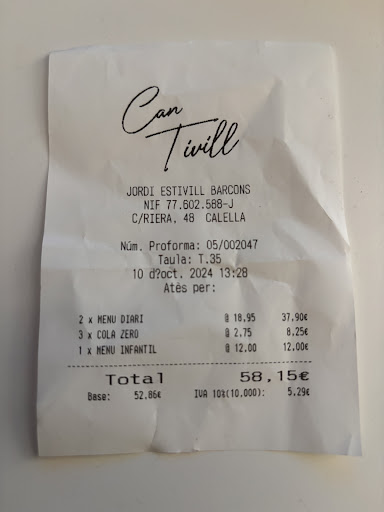 Can
Tivill
JORDI ESTIVILL BARCONS
NIF 77.602.588-J
C/RIERA, 48 CALELLA
Núm. Proforma: 05/002047
Taula: T.35
10 d?oct. 2024 13:28
Atès per:
2 x MENU DIARI @ 18.95 37,90€
3 x COLA ZERO @ 2.75 8,25€
1 x MENU INFANTIL @ 12.00 12,00€
Total 58,15€
Base: 52.86€ IVA 10%(10.000): 5.29€